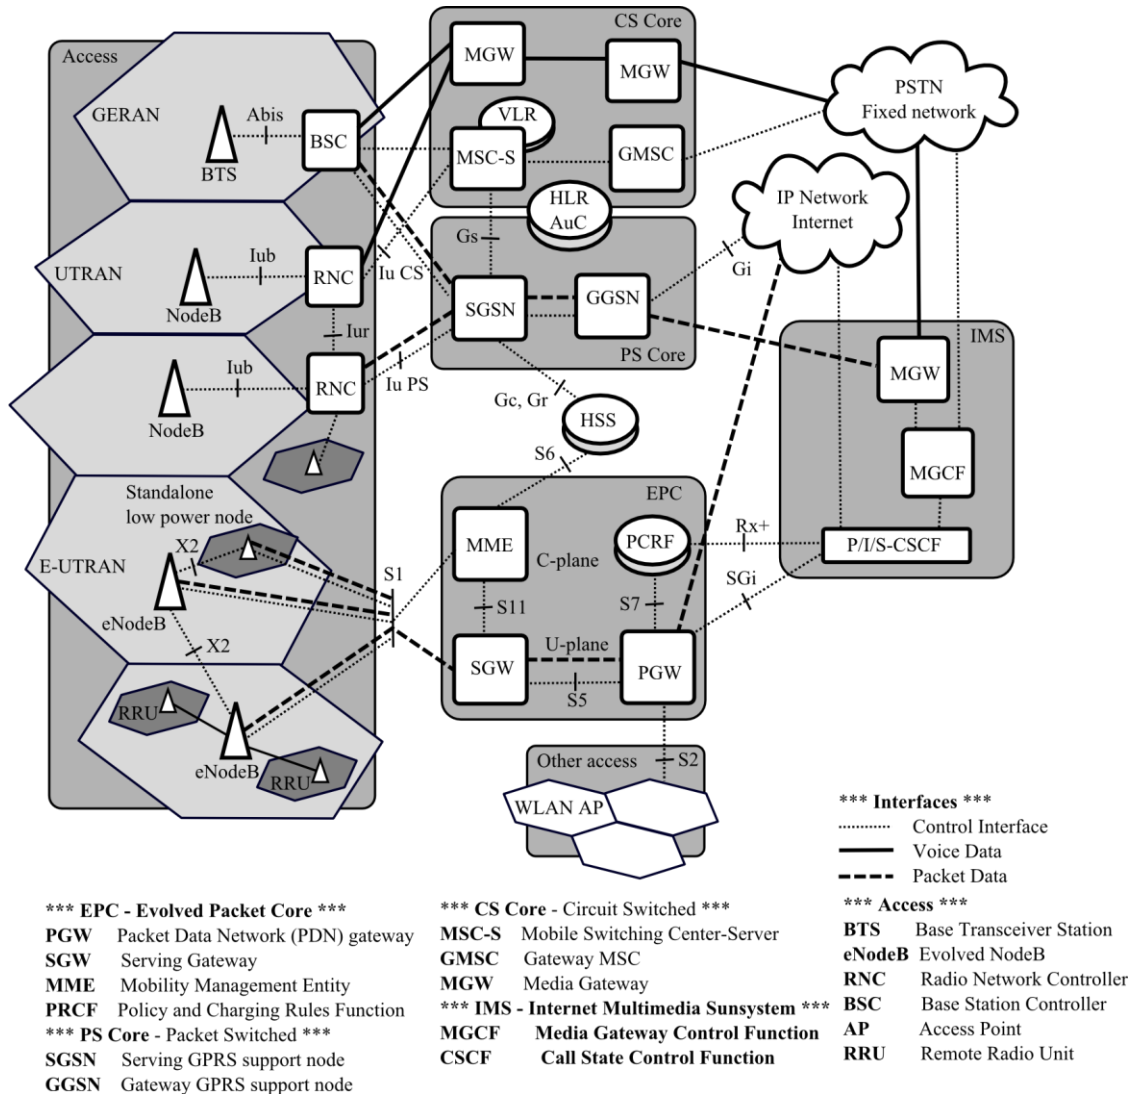 Access
GERAN
Abis
BTS
BSC
UTRAN
Iub
NodeB
RNC
Iur
Iub
NodeB
RNC
Iu CS
Iu PS
Standalone
low power node
X2
E-UTRAN
eNodeB
X2
S1
RRU
eNodeB
RRU
CS Core
MGW
MGW
VLR
MSC-S
GMSC
HLR
AuC
Gs
SGSN
GGSN
PS Core
Gi
PSTN
Fixed network
IP Network
Internet
Gc, Gr
HSS
S6
EPC
MME
C-plane
PCRF
Rx+
S11
S7
SGi
U-plane
SGW
S5
PGW
IMS
MGW
MGCF
P/I/S-CSCF
Other access
S2
WLAN AP
*** Interfaces ***
Control Interface
Voice Data
Packet Data
*** EPC - Evolved Packet Core ***
PGW Packet Data Network (PDN) gateway
SGW Serving Gateway
MME Mobility Management Entity
PRCF Policy and Charging Rules Function
*** PS Core - Packet Switched ***
SGSN Serving GPRS support node
GGSN Gateway GPRS support node
*** CS Core - Circuit Switched ***
MSC-S Mobile Switching Center-Server
GMSC Gateway MSC
MGW Media Gateway
*** IMS - Internet Multimedia Sunsystem ***
MGCF Media Gateway Control Function
CSCF Call State Control Function
*** Access ***
BTS Base Transceiver Station
eNodeB Evolved NodeB
RNC Radio Network Controller
BSC Base Station Controller
AP Access Point
RRU Remote Radio Unit